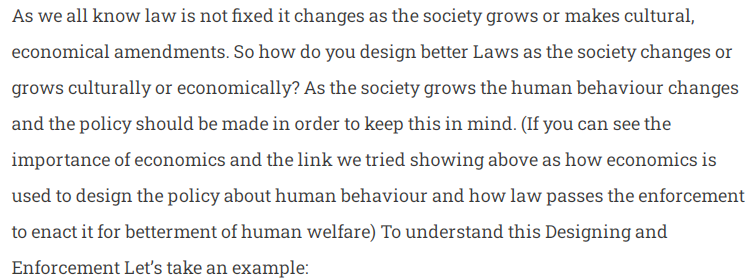 As we all know law is not fixed it changes as the society grows or makes cultural,
economical amendments. So how do you design better Laws as the society changes or
grows culturally or economically? As the society grows the human behaviour changes
and the policy should be made in order to keep this in mind. (If you can see the
importance of economics and the link we tried showing above as how economics is
used to design the policy about human behaviour and how law passes the enforcement
to enact it for betterment of human welfare) To understand this Designing and
Enforcement Let’s take an example: